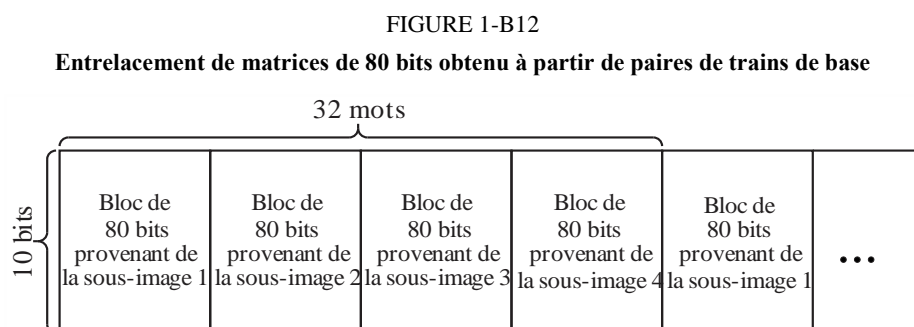 FIGURE 1-B12
Entrelacement de matrices de 80 bits obtenu à partir de paires de trains de base
32 mots
10 bits
Bloc de
80 bits
provenant de
la sous-image 1
Bloc de
80 bits
provenant de
la sous-image 2
Bloc de
80 bits
provenant de
la sous-image 3
Bloc de
80 bits
provenant de
la sous-image 4
Bloc de
80 bits
provenant de
la sous-image 1
...